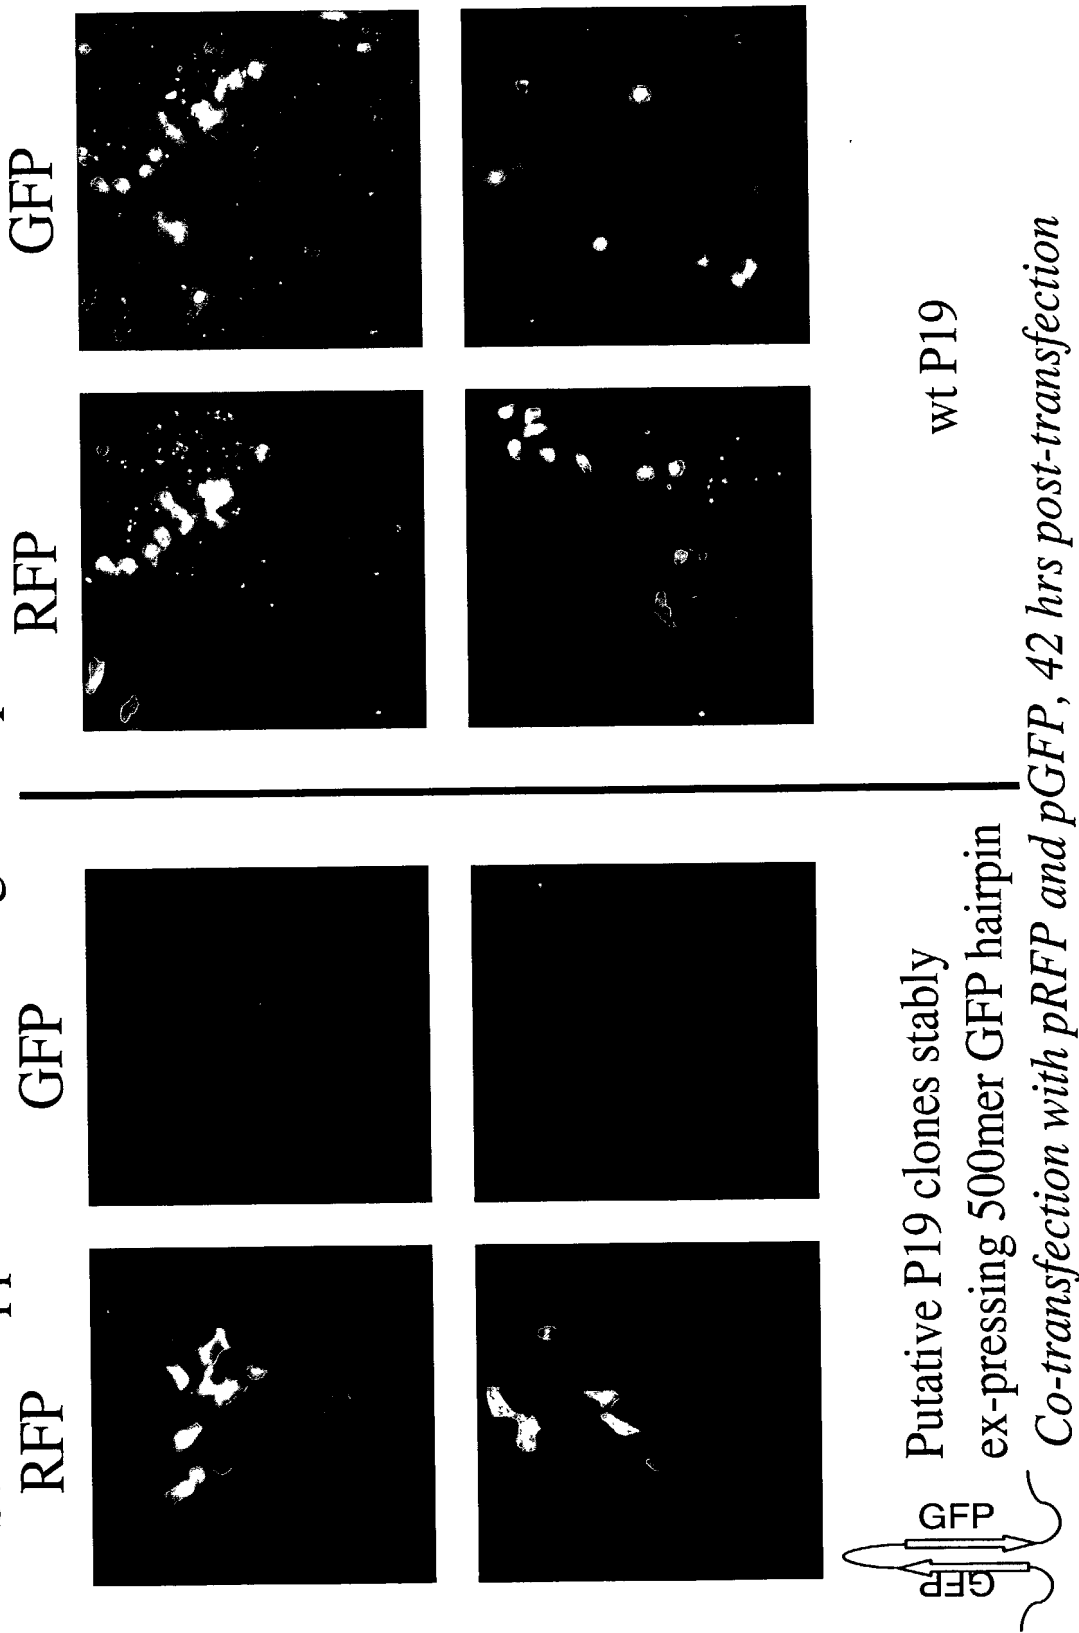 RFP GFP RFP GFP
Putative P19 clones stably
ex-pressing 500mer GFP hairpin
wt P19
GFP
GFP
Co-transfection with pRFP and pGFP, 42 hrs post-transfection